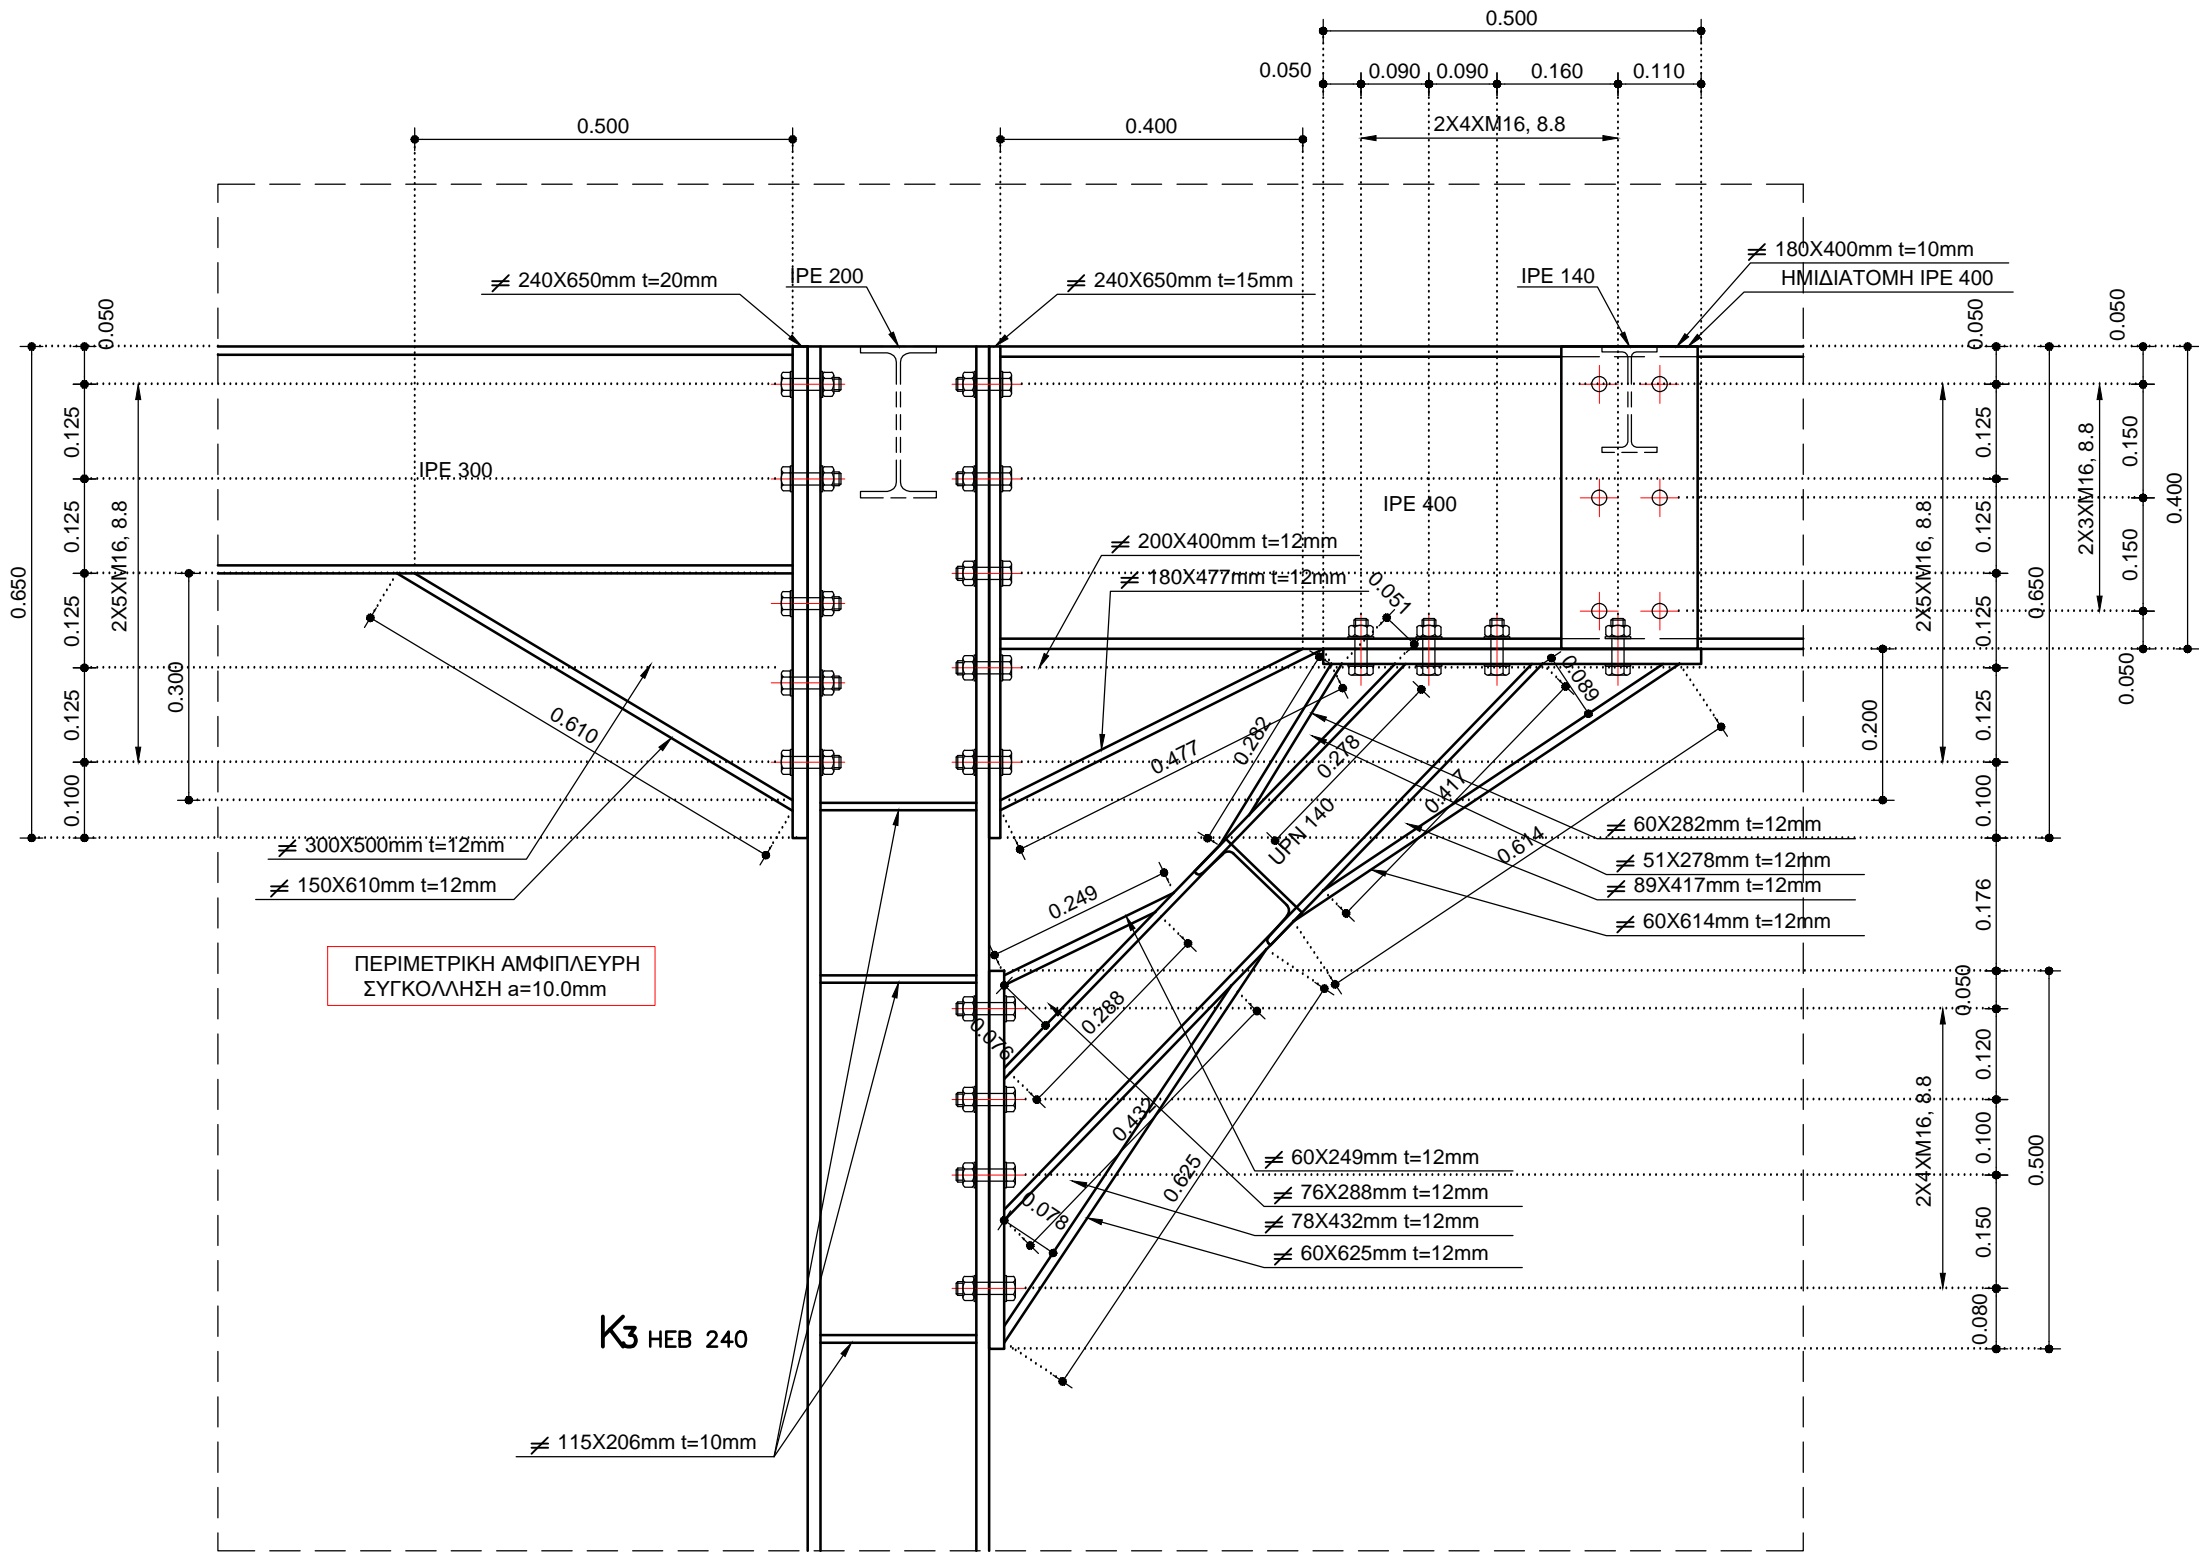 0.500
0.050
0.090
0.090
0.160
0.110
0.500
0.400
2X4XM16, 8.8
≠ 240X650mm t=20mm
IPE 200
≠ 240X650mm t=15mm
IPE 140
≠ 180X400mm t=10mm
ΗΜΙΔΙΑΤΟΜΗ IPE 400
0.050
0.125
0.125
0.125
0.125
0.100
0.650
2X5XM16, 8.8
0.300
IPE 300
IPE 400
≠ 200X400mm t=12mm
≠ 180X477mm t=12mm
0.051
0.089
0.610
0.477
0.282
0.278
UPN 140
0.417
0.614
≠ 300X500mm t=12mm
≠ 150X610mm t=12mm
≠ 60X282mm t=12mm
≠ 51X278mm t=12mm
≠ 89X417mm t=12mm
≠ 60X614mm t=12mm
0.249
0.288
0.076
0.432
0.078
0.625
ΠΕΡΙΜΕΤΡΙΚΗ ΑΜΦΙΠΛΕΥΡΗ
ΣΥΓΚΟΛΛΗΣΗ a=10.0mm
≠ 60X249mm t=12mm
≠ 76X288mm t=12mm
≠ 78X432mm t=12mm
≠ 60X625mm t=12mm
K3 HEB 240
≠ 115X206mm t=10mm
0.050
0.125
0.125
0.125
0.125
0.100
0.176
0.050
0.120
0.100
0.150
0.080
2X5XM16, 8.8
0.650
0.200
2X4XM16, 8.8
0.500
0.050
0.150
0.150
0.050
2X3XM16, 8.8
0.400